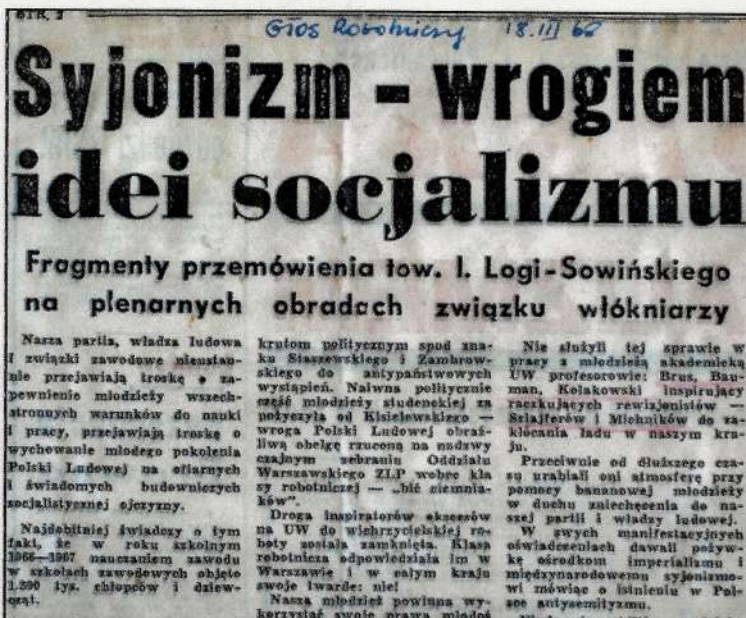 STR. 2
Głos Robotniczy 18.III 68
Syjonizm - wrogiem
idei socjalizmu
Fragmenty przemówienia tow. I. Logi-Sowińskiego
na plenarnych obradach związku włókniarzy
Nasza partia, władza ludowa
i związki zawodowe nieustan-
nie przejawiają troskę o za-
pewnienie młodzieży wszech-
stronnych warunków do nauki
i pracy, przejawiają troskę o
wychowanie młodego pokolenia
Polski Ludowej na ofiarnych
i świadomych budowniczych
socjalistycznej ojczyzny.
Najdobitniej świadczy o tym
fakt, że w roku szkolnym
1966—1967 nauczaniem zawodu
w szkołach zawodowych objęto
1.590 tys. chłopców i dziew-
cząt.
krutom politycznym spod zna-
ku Staszewskiego i Zambrow-
skiego do antypaństwowych
wystąpień. Naiwna politycznie
część młodzieży studenckiej za
pożyczyła od Kisielewskiego —
wroga Polski Ludowej obraź-
liwą obelgę rzuconą na nadzwy
czajnym zebraniu Oddziału
Warszawskiego ZLP wobec kla
sy robotniczej — „bić ciemnia-
ków".
Droga inspiratorów ekscesów
na UW do wichrzycielskiej ro-
boty została zamknięta. Klasa
robotnicza odpowiedziała im w
Warszawie i w całym kraju
swoje twarde: nie!
Nasza młodzież powinna wy-
korzystać swoje prawa młodoś
Nie służyli tej sprawie w
pracy z młodzieżą akademicką
UW profesorowie: Brus, Bau-
man, Kołakowski inspirujący
raczkujących rewizjonistów —
Szlajferów i Michników do za-
kłócania ładu w naszym kra-
ju.
Przeciwnie od dłuższego cza-
su urabiali oni atmosferę przy
pomocy bananowej młodzieży
w duchu zniechęcenia do na-
szej partii i władzy ludowej.
W swych manifestacyjnych
oświadczeniach dawali pożyw-
kę ośrodkom imperializmu i
międzynarodowemu syjonizmo-
wi mówiąc o istnieniu w Pol-
sce antysemityzmu.